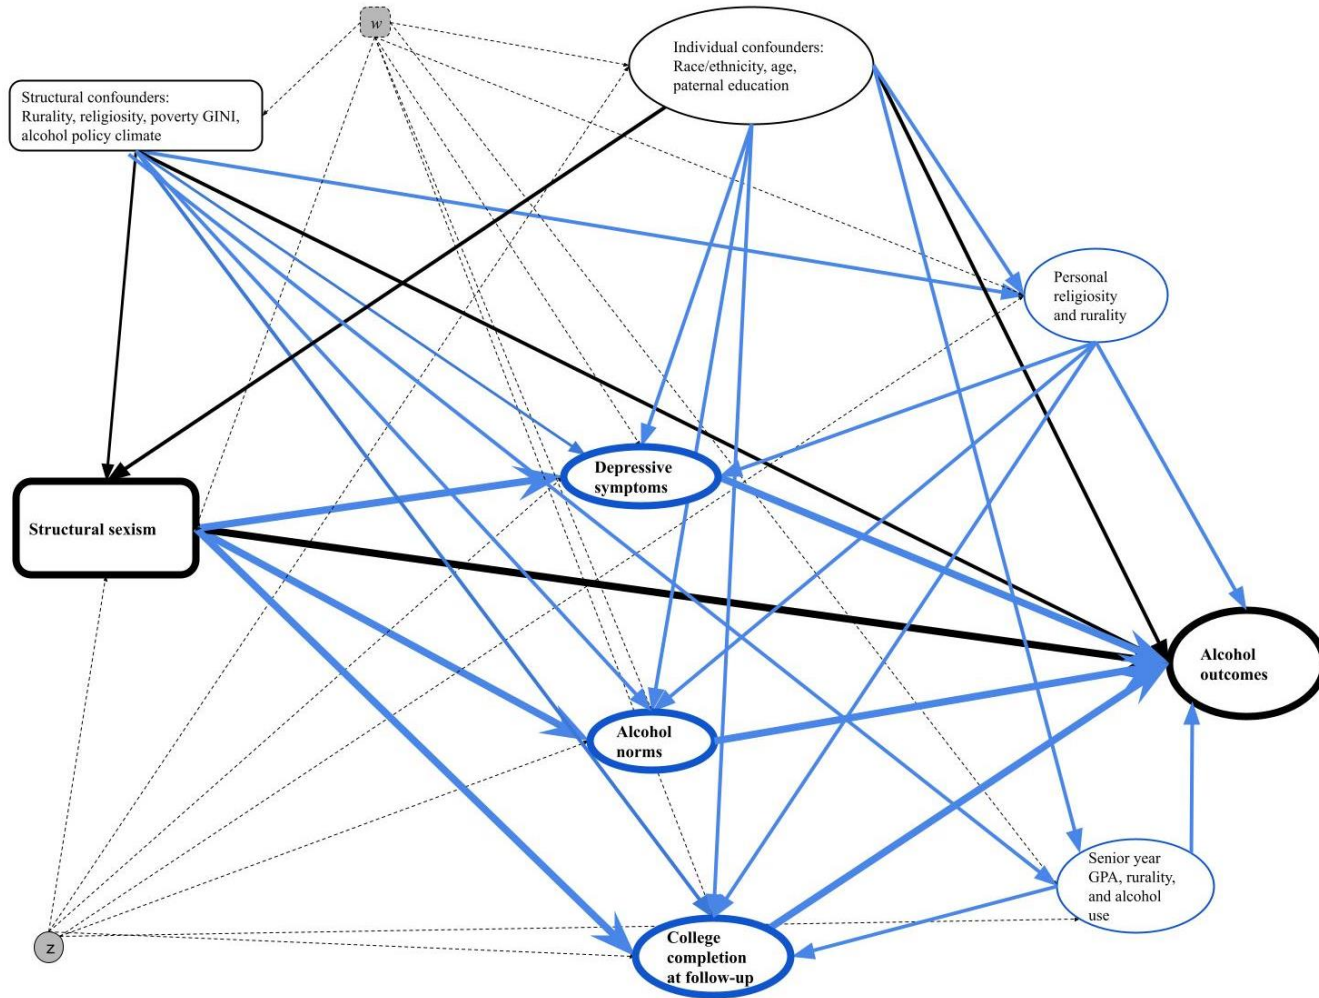 w
Individual confounders:
Race/ethnicity, age,
paternal education
Structural confounders:
Rurality, religiosity, poverty GINI,
alcohol policy climate
Personal
religiosity
and rurality
Depressive
symptoms
Structural sexism
Alcohol
outcomes
Alcohol
norms
Senior year
GPA, rurality,
and alcohol
use
z
College
completion
at follow-up